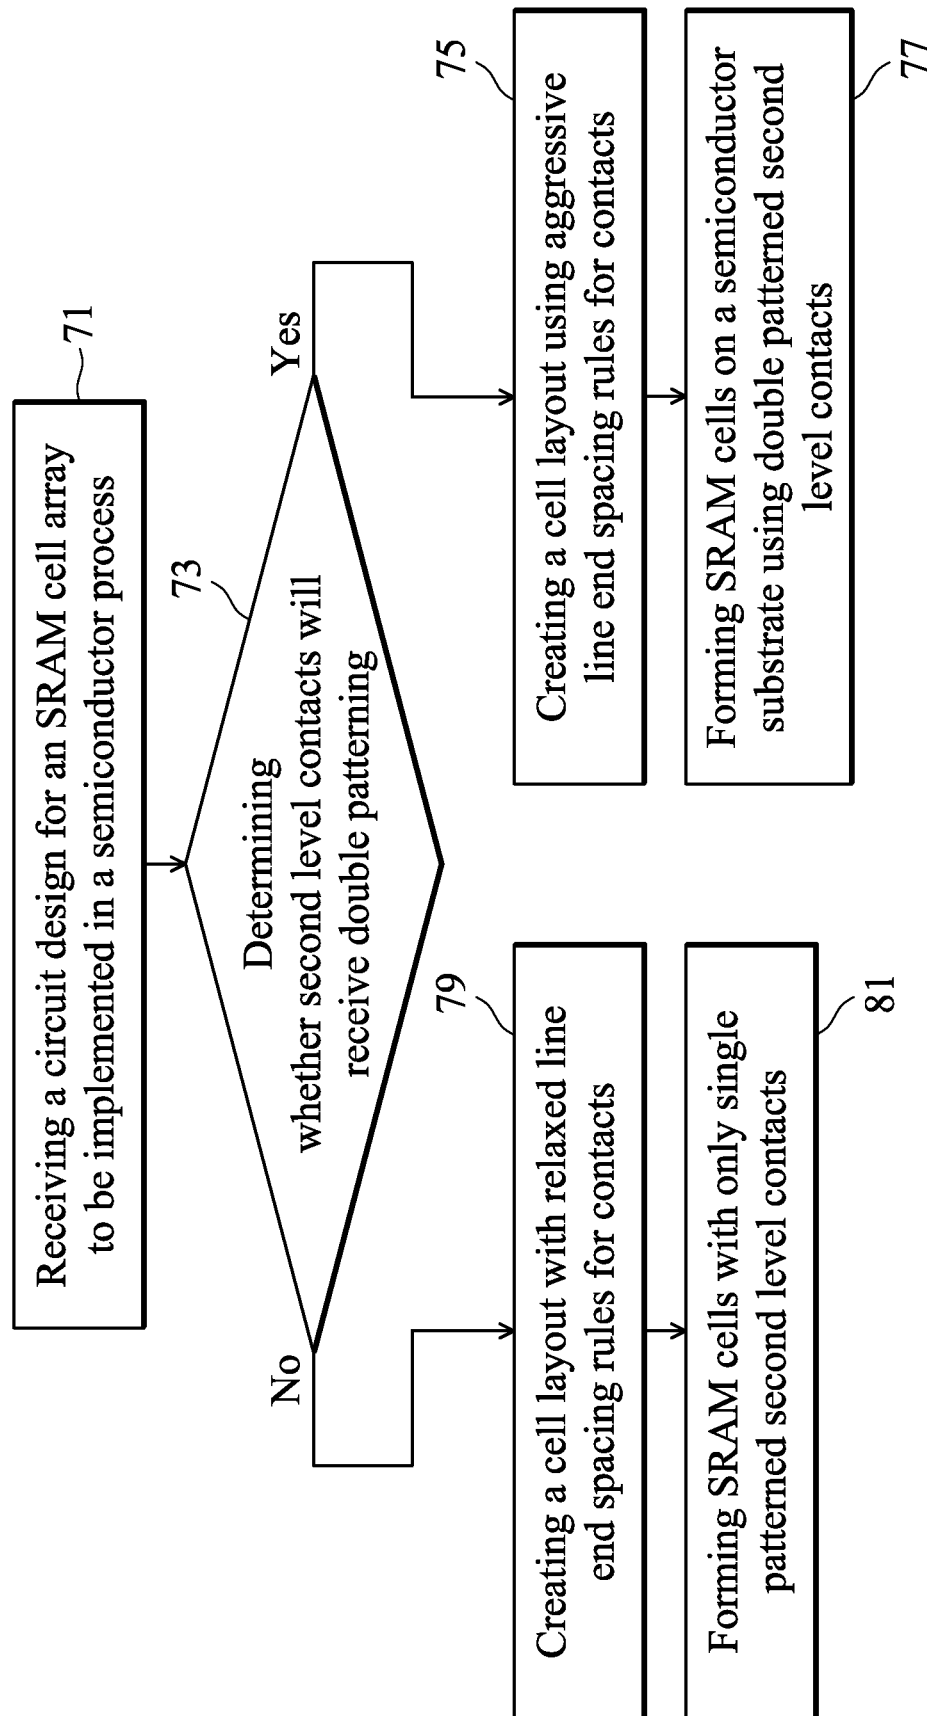 71
Receiving a circuit design for an SRAM cell array
to be implemented in a semiconductor process
73
Determining
whether second level contacts will
receive double patterning
No
Yes
79
Creating a cell layout with relaxed line
end spacing rules for contacts
81
Forming SRAM cells with only single
patterned second level contacts
75
Creating a cell layout using aggressive
line end spacing rules for contacts
77
Forming SRAM cells on a semiconductor
substrate using double patterned second
level contacts